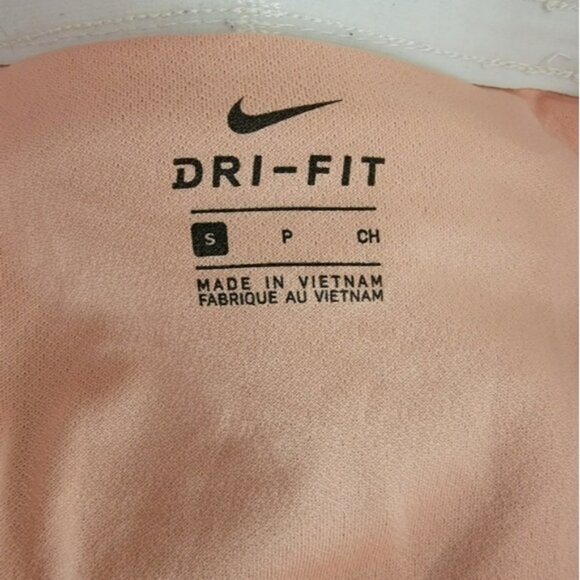 DRI-FIT
S P CH
MADE IN VIETNAM
FABRIQUE AU VIETNAM